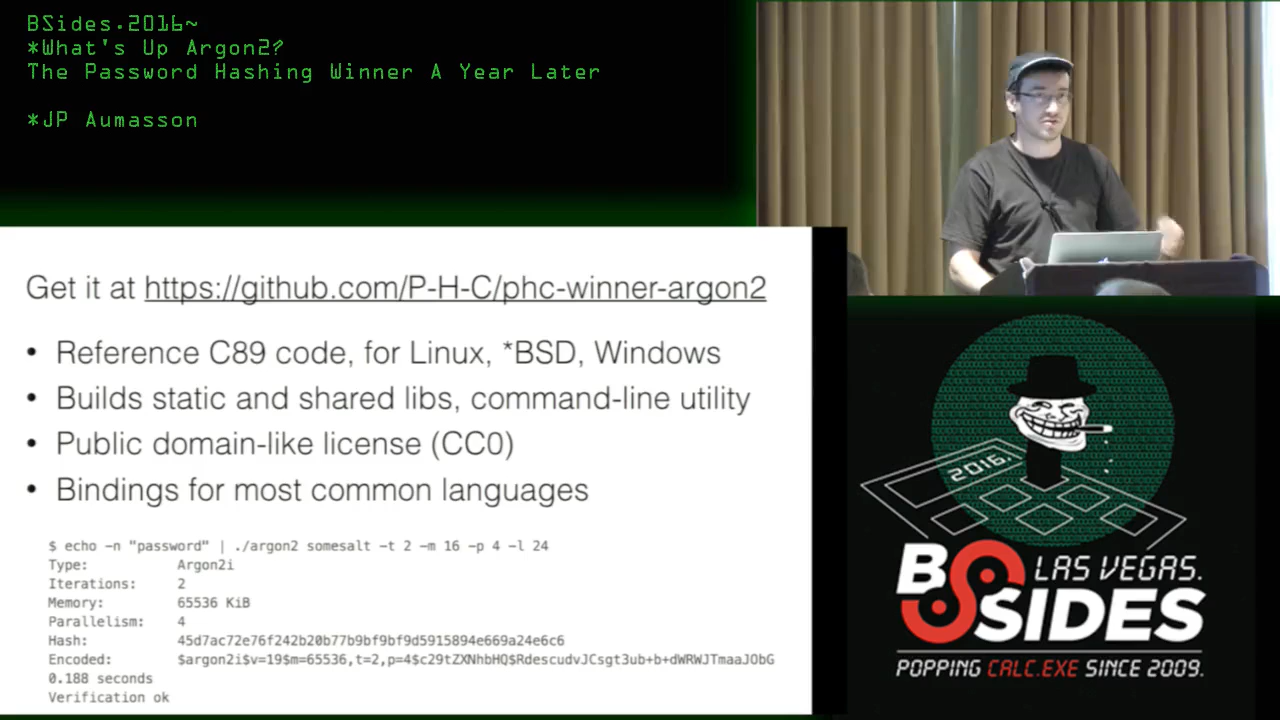 BSides.2016~
*What's Up Argon2?
The Password Hashing Winner A Year Later
*JP Aumasson
Get it at https://github.com/P-H-C/phc-winner-argon2
• Reference C89 code, for Linux, *BSD, Windows
• Builds static and shared libs, command-line utility
• Public domain-like license (CC0)
• Bindings for most common languages
$ echo -n "password" | ./argon2 somesalt -t 2 -m 16 -p 4 -l 24
Type: Argon2i
Iterations: 2
Memory: 65536 KiB
Parallelism: 4
Hash: 45d7ac72e76f242b20b77b9bf9bf9d5915894e669a24e6c6
Encoded: $argon2i$v=19$m=65536,t=2,p=4$c29tZXNhbHQ$RdescudvJCsgt3ub+b+dWRWJTmaaJObG
0.188 seconds
Verification ok
2016.
BSIDES
LAS VEGAS.
POPPING CALC.EXE SINCE 2009.